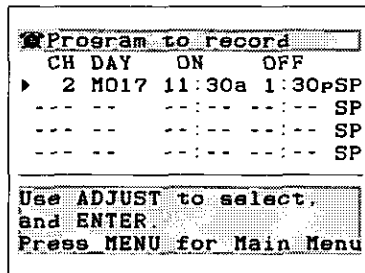 Program to record
CH DAY ON OFF
2 MO17 11:30a 1:30pSP
--- -- --:-- --:-- SP
--- -- --:-- --:-- SP
--- -- --:-- --:-- SP
Use ADJUST to select,
and ENTER.
Press MENU for Main Menu